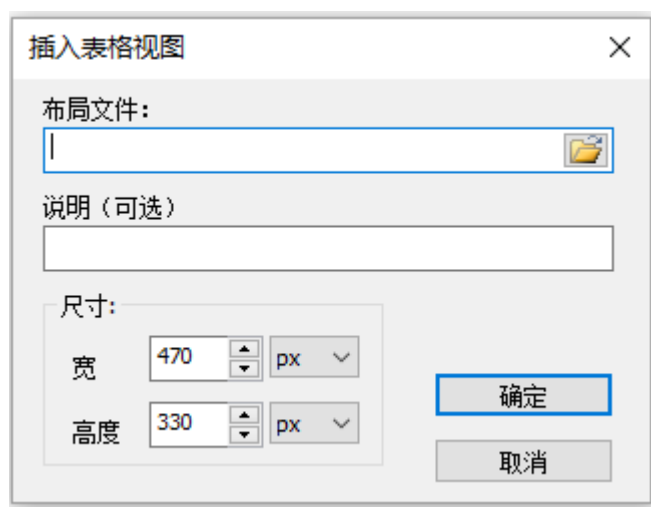 插入表格视图
布局文件:
说明（可选）
尺寸:
宽 470 px
高度 330 px
确定
取消